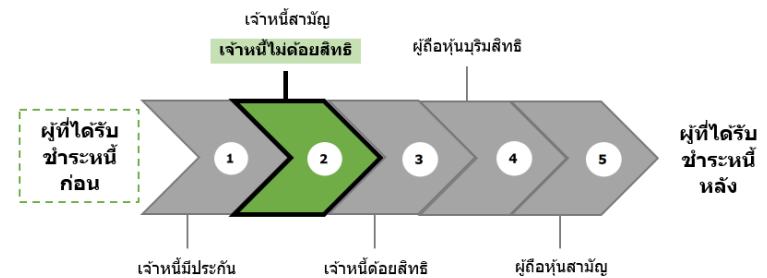 เจ้าหนี้สามัญ
เจ้าหนี้ไม่ด้อยสิทธิ
ผู้ถือหุ้นบุริมสิทธิ
ผู้ที่ได้รับ
ชำระหนี้
ก่อน
1
2
3
4
5
ผู้ที่ได้รับ
ชำระหนี้
หลัง
เจ้าหนี้มีประกัน
เจ้าหนี้ด้อยสิทธิ
ผู้ถือหุ้นสามัญ